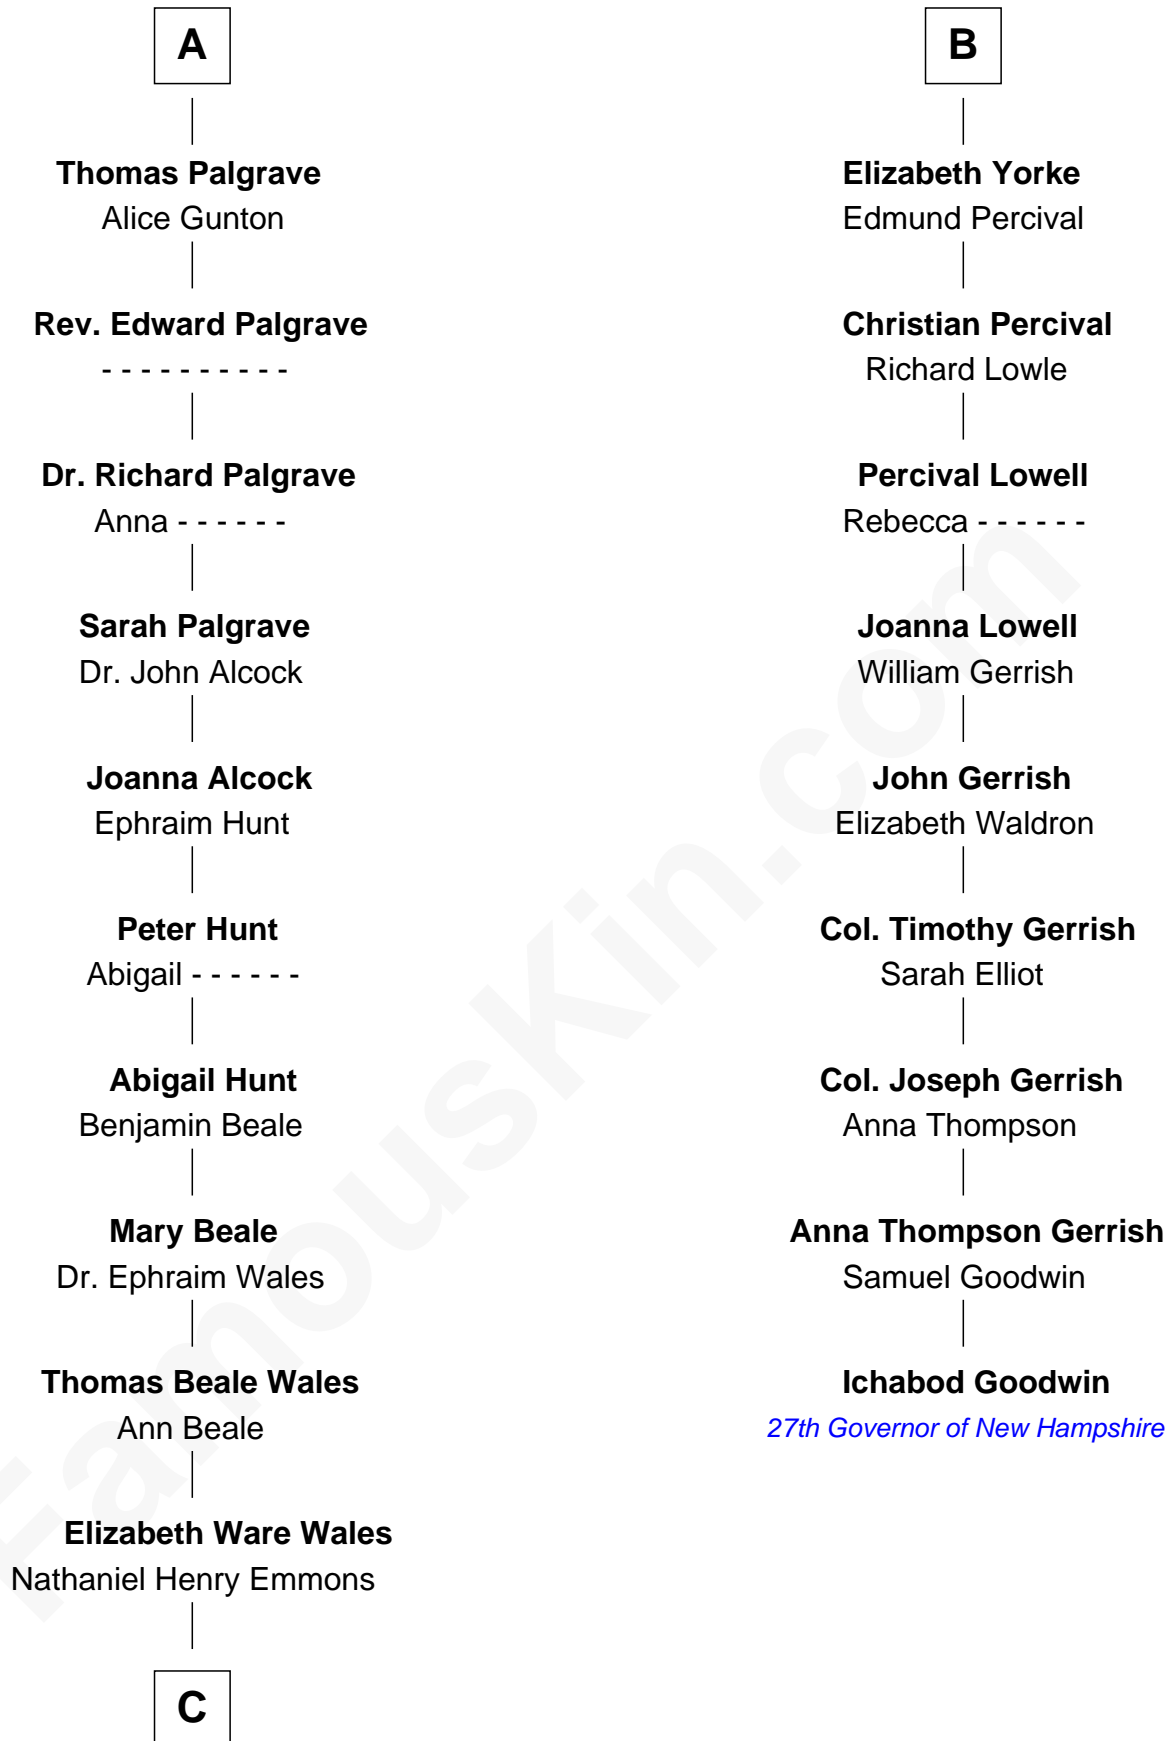 A
Thomas Palgrave
Alice Gunton
Rev. Edward Palgrave
- - - - - - - - - -
Dr. Richard Palgrave
Anna - - - - - -
Sarah Palgrave
Dr. John Alcock
Joanna Alcock
Ephraim Hunt
Peter Hunt
Abigail - - - - - -
Abigail Hunt
Benjamin Beale
Mary Beale
Dr. Ephraim Wales
Thomas Beale Wales
Ann Beale
Elizabeth Ware Wales
Nathaniel Henry Emmons
C
B
Elizabeth Yorke
Edmund Percival
Christian Percival
Richard Lowle
Percival Lowell
Rebecca - - - - - -
Joanna Lowell
William Gerrish
John Gerrish
Elizabeth Waldron
Col. Timothy Gerrish
Sarah Elliot
Col. Joseph Gerrish
Anna Thompson
Anna Thompson Gerrish
Samuel Goodwin
Ichabod Goodwin
27th Governor of New Hampshire
FamousKin.com